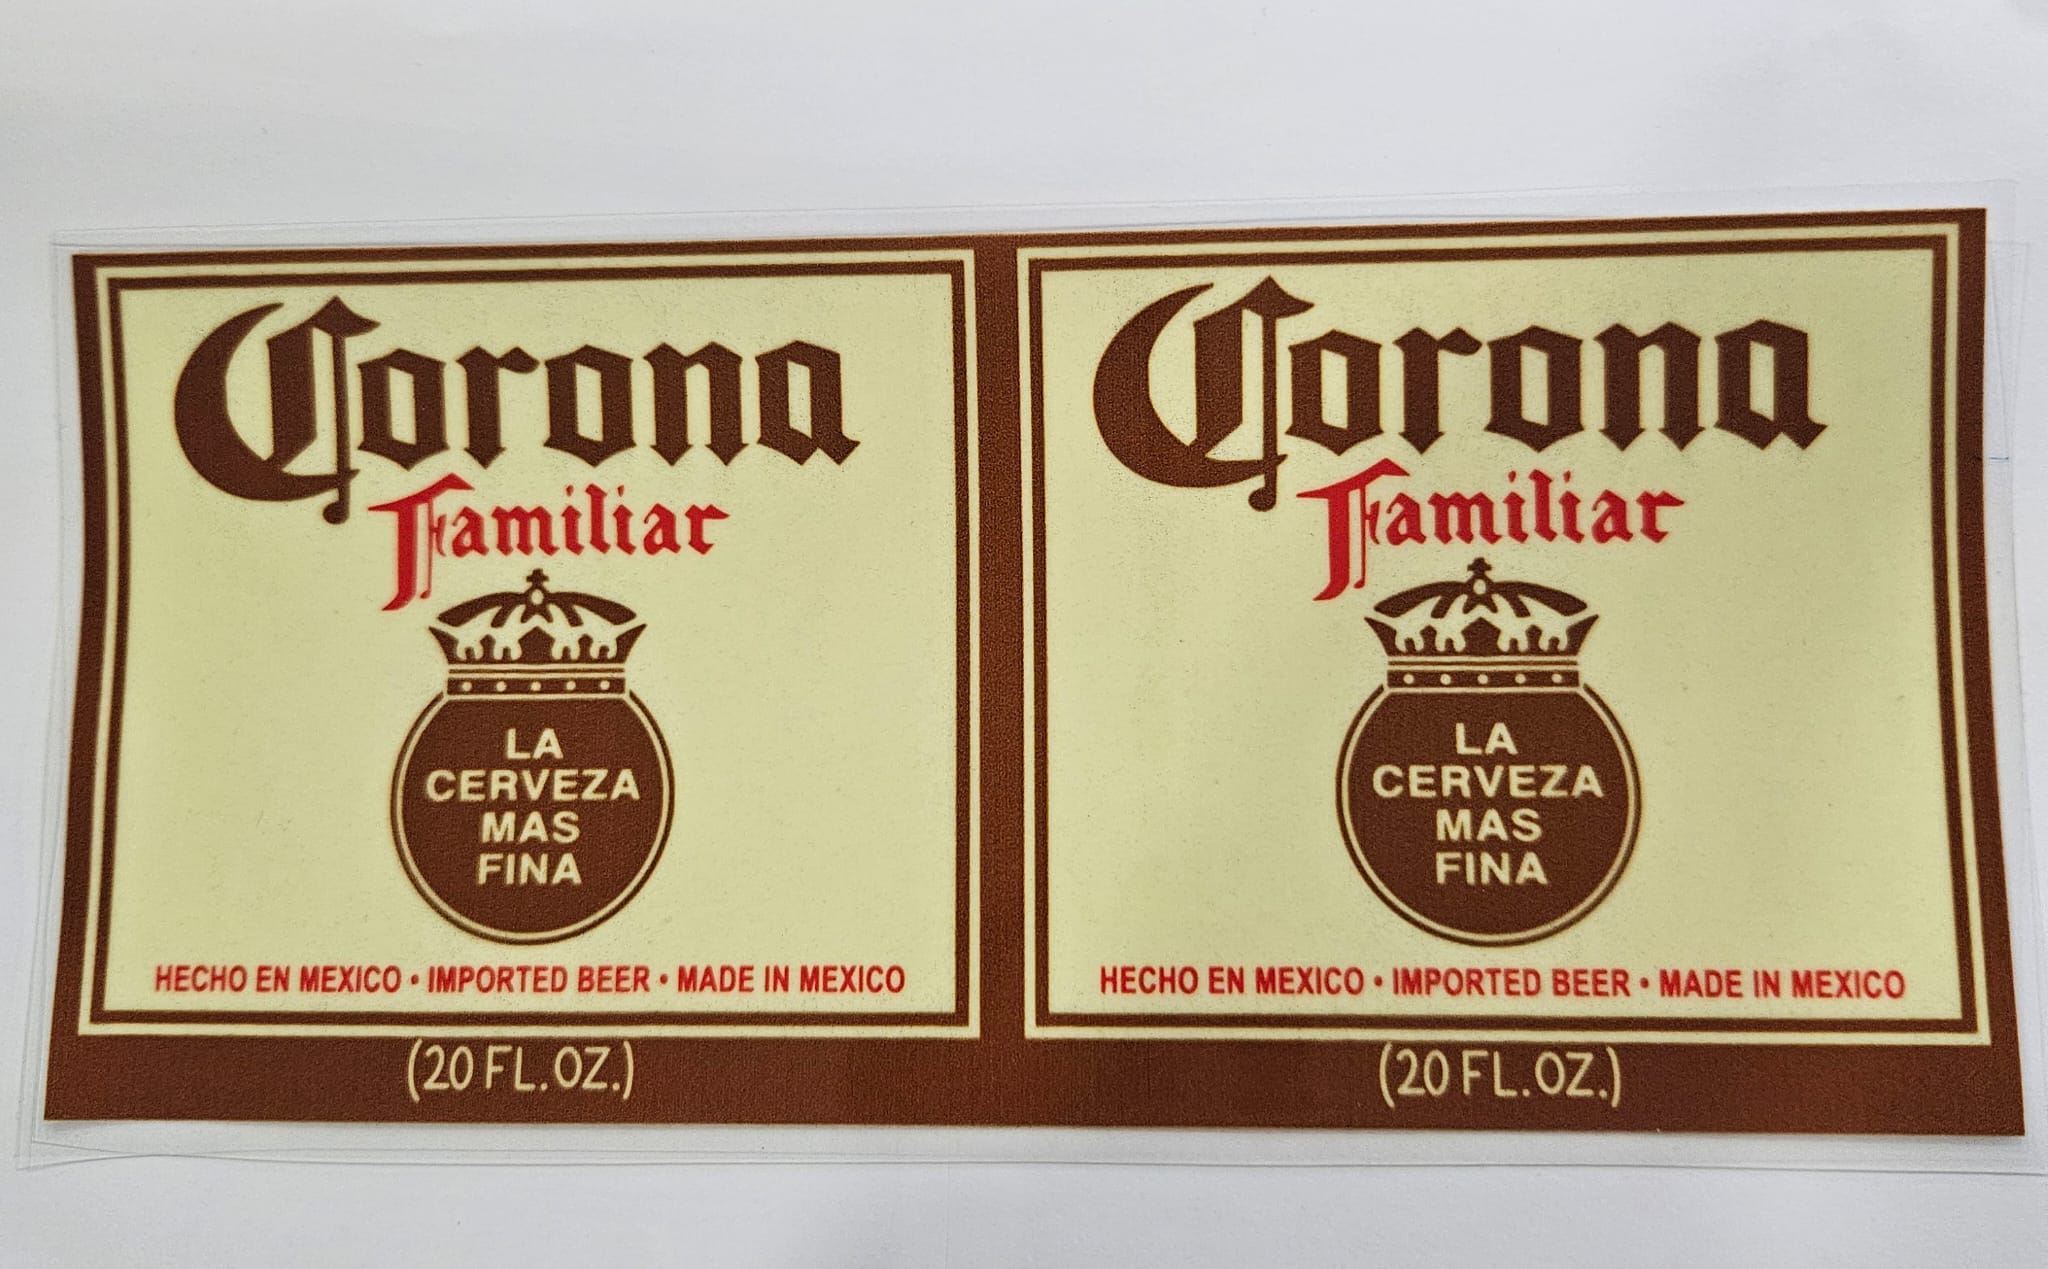 Corona
Familiar
LA
CERVEZA
MAS
FINA
HECHO EN MEXICO • IMPORTED BEER • MADE IN MEXICO
(20 FL. OZ.)
Corona
Familiar
LA
CERVEZA
MAS
FINA
HECHO EN MEXICO • IMPORTED BEER • MADE IN MEXICO
(20 FL. OZ.)